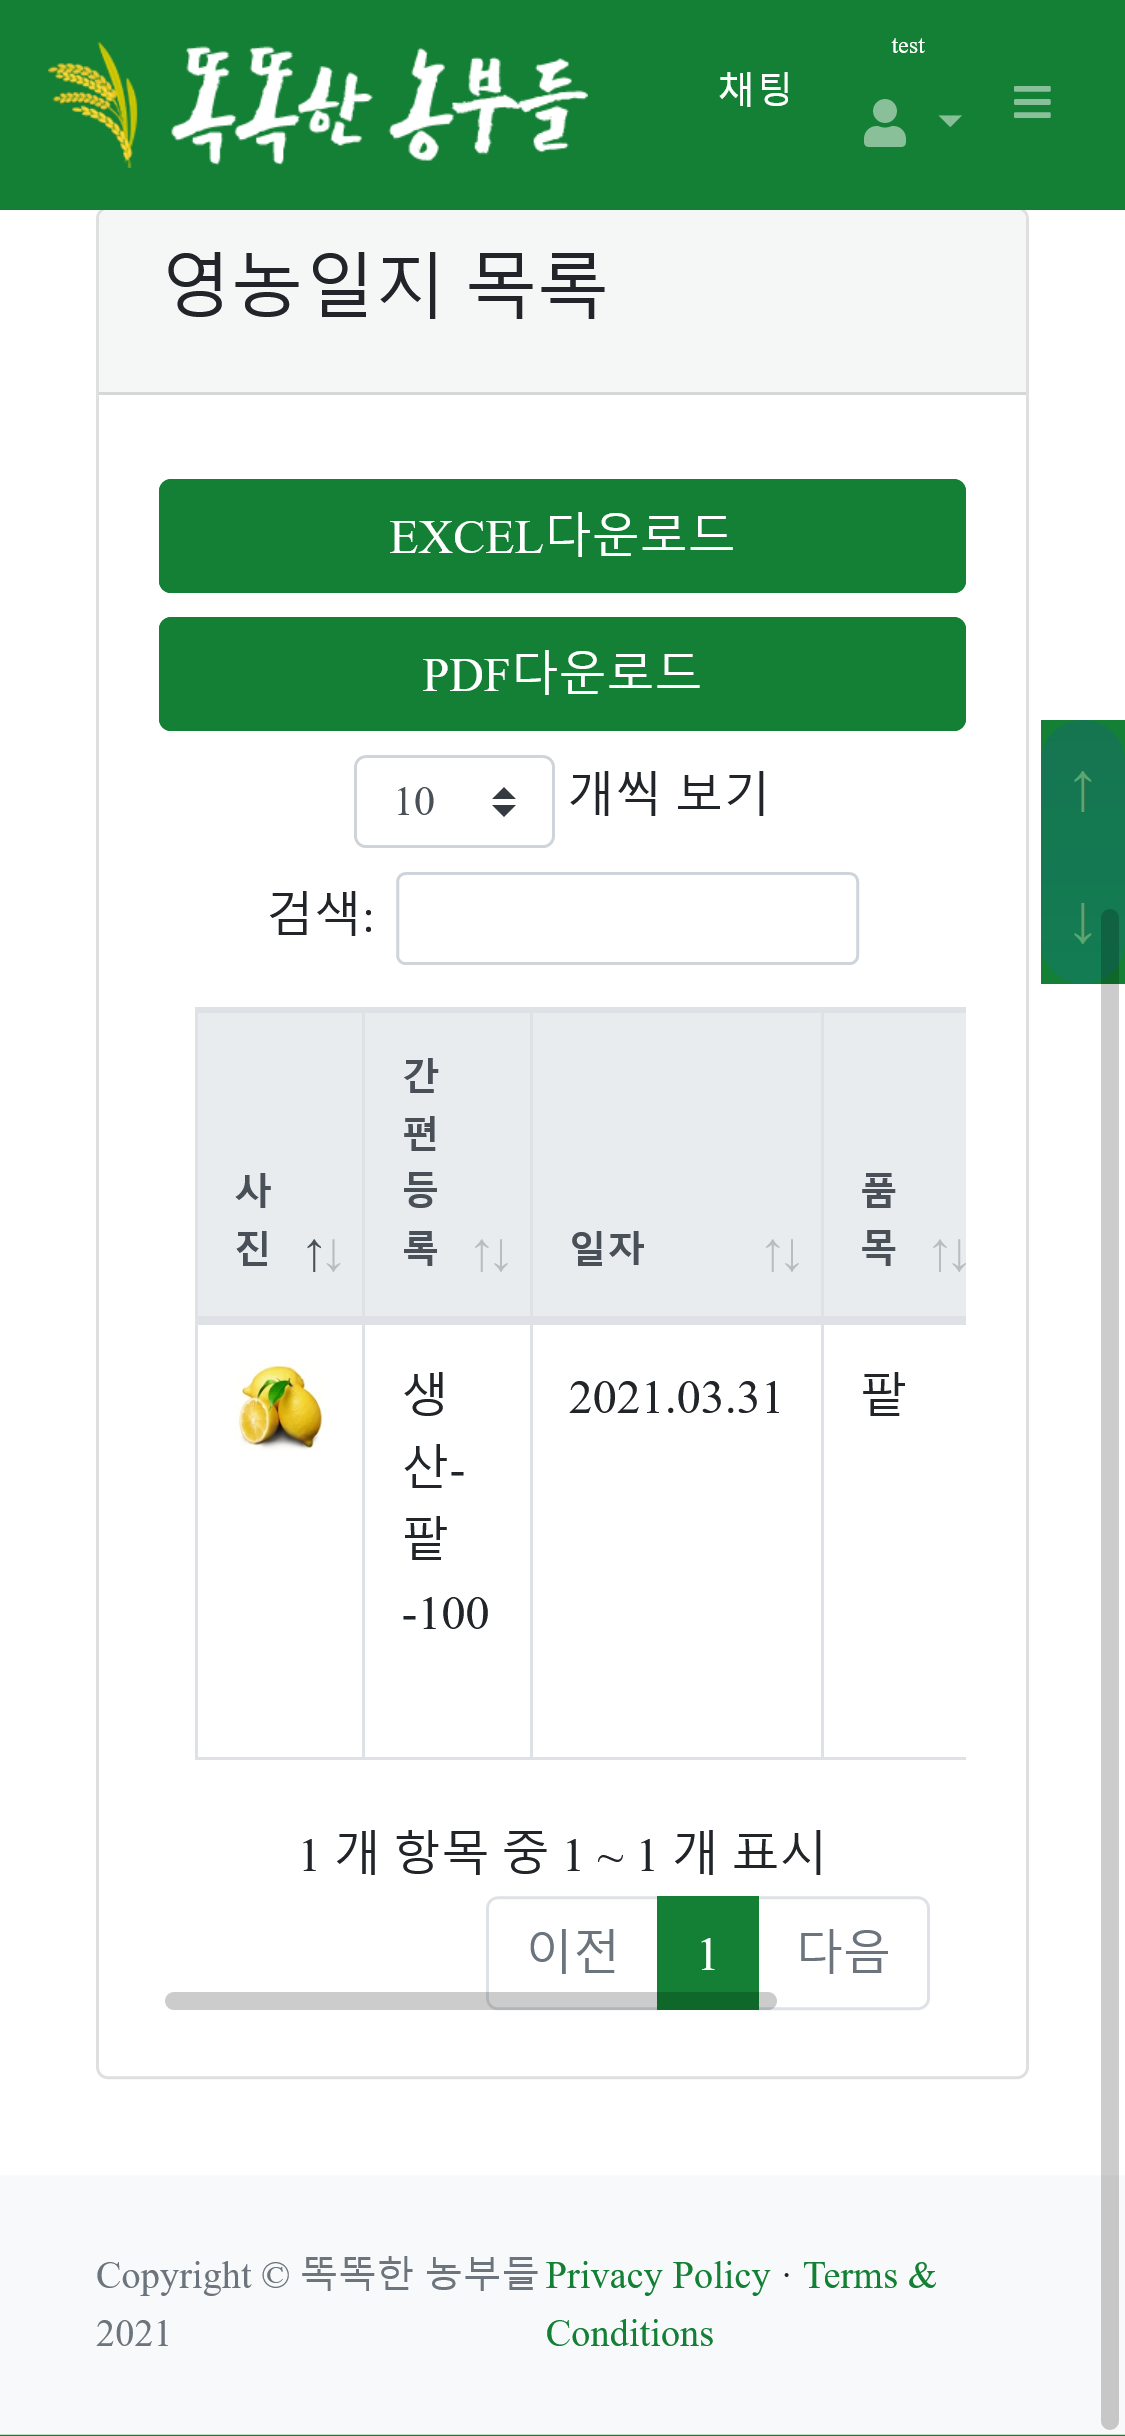 똑똑한 농부들
채팅
test
영농일지 목록
EXCEL다운로드
PDF다운로드
10 개씩 보기
↑
↓
검색:
사
진 ↑↓
간
편
등
록 ↑↓
일자 ↑↓
품
목 ↑↓
생
산-
팥
-100
2021.03.31
팥
1 개 항목 중 1 ~ 1 개 표시
이전 1 다음
Copyright © 똑똑한 농부들
2021
Privacy Policy · Terms &
Conditions